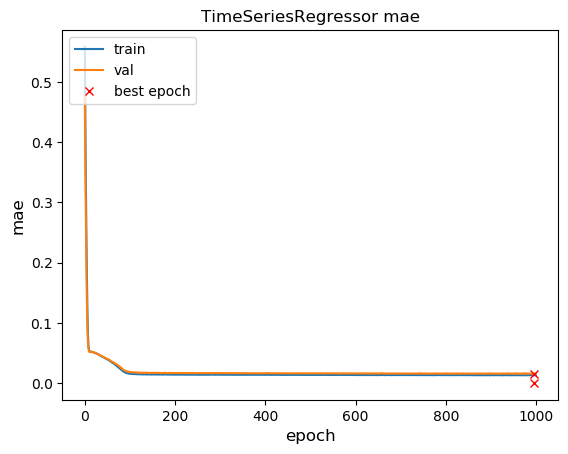 TimeSeriesRegressor mae
train
val
best epoch
mae
0.5
0.4
0.3
0.2
0.1
0.0
0 200 400 600 800 1000
epoch